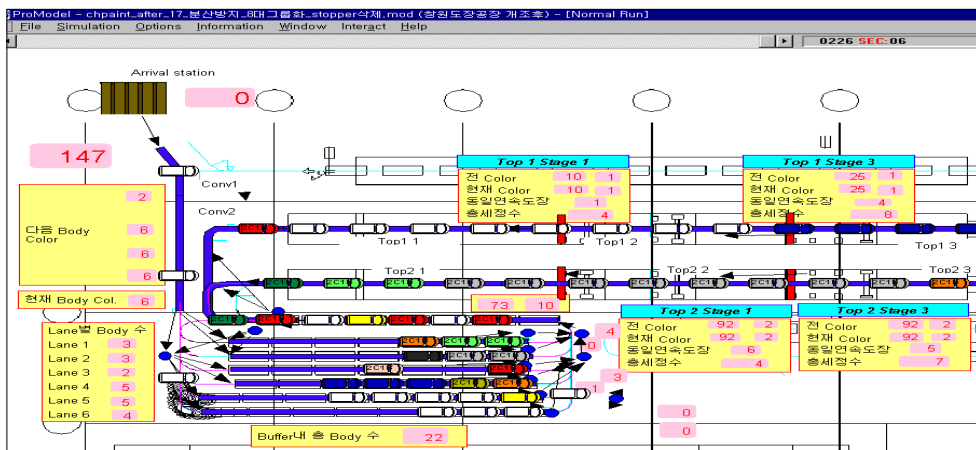 ProModel - chpaint_after_17_분산방지_8대그룹화_stopper삭제.mod (창원도장공장 개조후) - [Normal Run]
File Simulation Options Information Window Interact Help
0226 SEC:06
Arrival station
0
147
Conv1
Conv2
2
다음 Body 6
Color
6
6
현재 Body Col. 6
Lane별 Body 수
Lane 1 3
Lane 2 3
Lane 3 2
Lane 4 5
Lane 5 5
Lane 6 4
Top 1 Stage 1
전 Color 10 1
현재 Color 10 1
동일연속도장 1
총세정수 4
Top 1 Stage 3
전 Color 25 1
현재 Color 25 1
동일연속도장 4
총세정수 8
Top1 1
Top1 2
Top1 3
Top2 1
Top2 2
Top2 3
73 10
Top 2 Stage 1
전 Color 92 2
현재 Color 92 2
동일연속도장 6
총세정수 4
Top 2 Stage 3
전 Color 92 2
현재 Color 92 2
동일연속도장 5
총세정수 7
4
0
3
1
0
0
Buffer내 총 Body 수 22